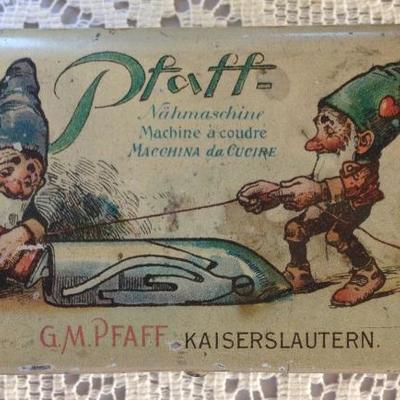 Pfaff-
Nähmaschine
Machine à coudre
MACCHINA da CUCIRE
G.M. PFAFF KAISERSLAUTERN.